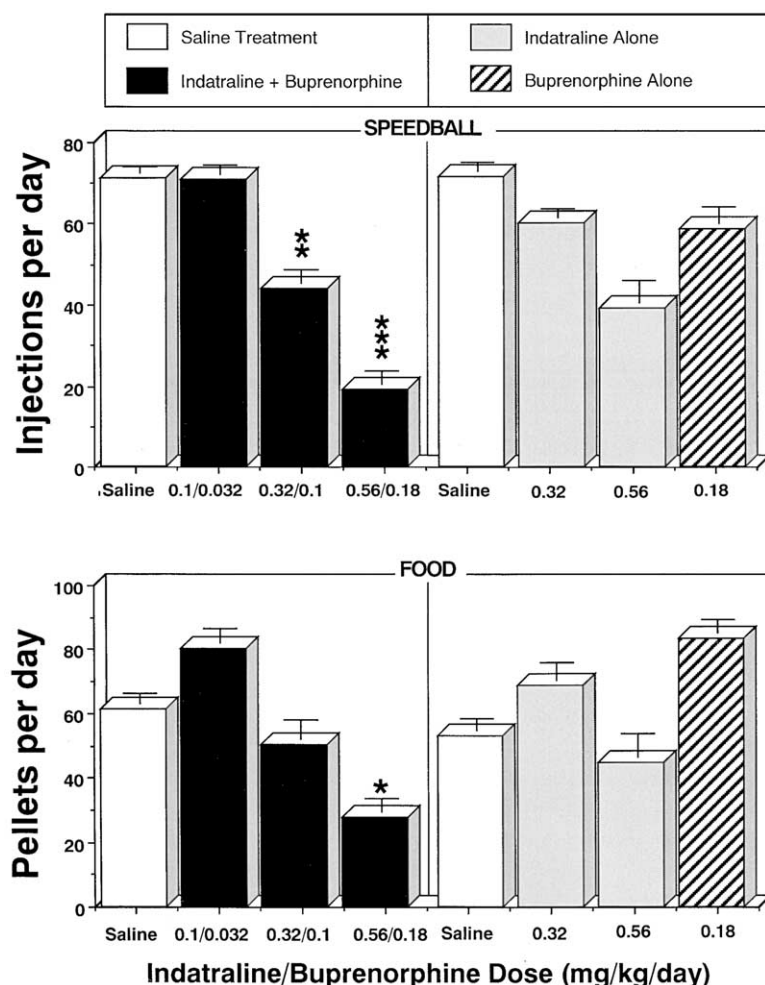 Saline Treatment
Indatraline + Buprenorphine
Indatraline Alone
Buprenorphine Alone
SPEEDBALL
Injections per day
80
60
40
20
0
**
***
Saline 0.1/0.032 0.32/0.1 0.56/0.18 Saline 0.32 0.56 0.18
FOOD
Pellets per day
100
80
60
40
20
0
*
Saline 0.1/0.032 0.32/0.1 0.56/0.18 Saline 0.32 0.56 0.18
Indatraline/Buprenorphine Dose (mg/kg/day)